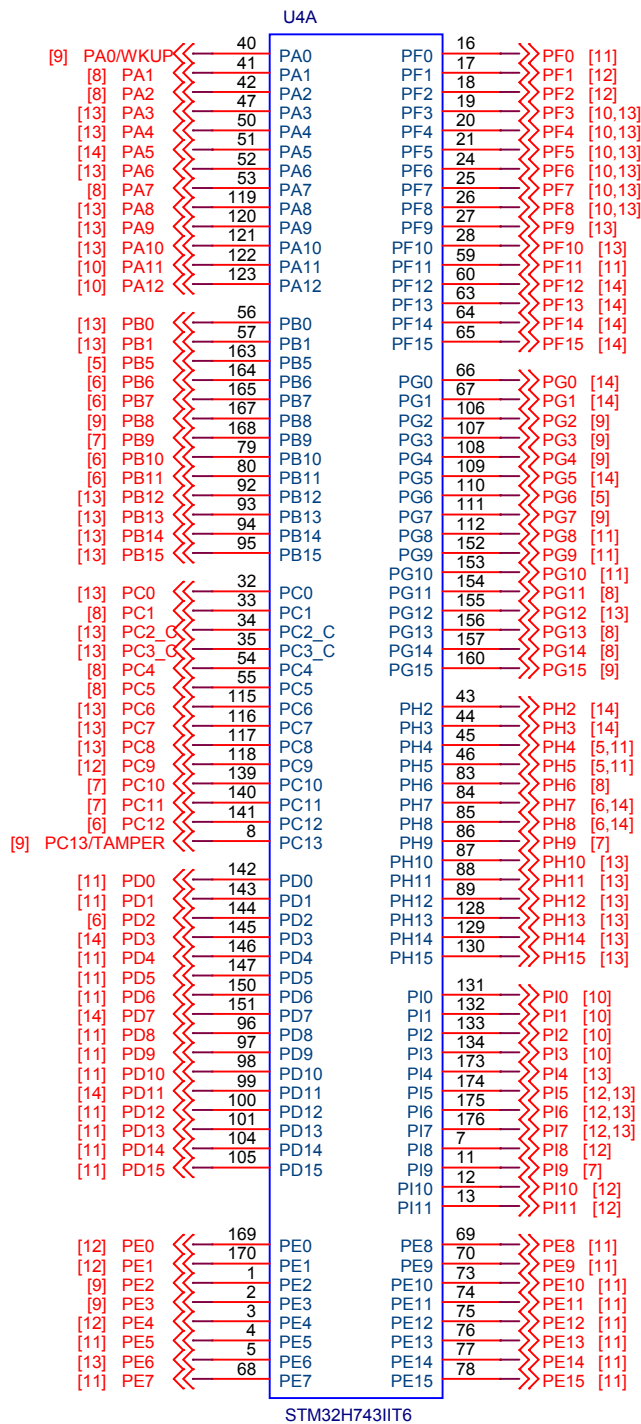 U4A
[9] PA0/WKUP 40 PA0 PF0 16 PF0 [11]
[8] PA1 41 PA1 PF1 17 PF1 [12]
[8] PA2 42 PA2 PF2 18 PF2 [12]
[13] PA3 47 PA3 PF3 19 PF3 [10,13]
[13] PA4 50 PA4 PF4 20 PF4 [10,13]
[14] PA5 51 PA5 PF5 21 PF5 [10,13]
[13] PA6 52 PA6 PF6 24 PF6 [10,13]
[8] PA7 53 PA7 PF7 25 PF7 [10,13]
[13] PA8 119 PA8 PF8 26 PF8 [10,13]
[13] PA9 120 PA9 PF9 27 PF9 [13]
[13] PA10 121 PA10 PF10 28 PF10 [13]
[10] PA11 122 PA11 PF11 59 PF11 [11]
[10] PA12 123 PA12 PF12 60 PF12 [14]
PF13 63 PF13 [14]
[13] PB0 56 PB0 PF14 64 PF14 [14]
[13] PB1 57 PB1 PF15 65 PF15 [14]
[5] PB5 163 PB5
[6] PB6 164 PB6 PG0 66 PG0 [14]
[6] PB7 165 PB7 PG1 67 PG1 [14]
[9] PB8 167 PB8 PG2 106 PG2 [9]
[7] PB9 168 PB9 PG3 107 PG3 [9]
[6] PB10 79 PB10 PG4 108 PG4 [9]
[6] PB11 80 PB11 PG5 109 PG5 [14]
[13] PB12 92 PB12 PG6 110 PG6 [5]
[13] PB13 93 PB13 PG7 111 PG7 [9]
[13] PB14 94 PB14 PG8 112 PG8 [11]
[13] PB15 95 PB15 PG9 152 PG9 [11]
PG10 153 PG10 [11]
[13] PC0 32 PC0 PG11 154 PG11 [8]
[8] PC1 33 PC1 PG12 155 PG12 [13]
[13] PC2_C 34 PC2_C PG13 156 PG13 [8]
[13] PC3_C 35 PC3_C PG14 157 PG14 [8]
[8] PC4 54 PC4 PG15 160 PG15 [9]
[8] PC5 55 PC5
[13] PC6 115 PC6 PH2 43 PH2 [14]
[13] PC7 116 PC7 PH3 44 PH3 [14]
[13] PC8 117 PC8 PH4 45 PH4 [5,11]
[12] PC9 118 PC9 PH5 46 PH5 [5,11]
[7] PC10 139 PC10 PH6 83 PH6 [8]
[7] PC11 140 PC11 PH7 84 PH7 [6,14]
[6] PC12 141 PC12 PH8 85 PH8 [6,14]
[9] PC13/TAMPER 8 PC13 PH9 86 PH9 [7]
PH10 87 PH10 [13]
[11] PD0 142 PD0 PH11 88 PH11 [13]
[11] PD1 143 PD1 PH12 89 PH12 [13]
[6] PD2 144 PD2 PH13 128 PH13 [13]
[14] PD3 145 PD3 PH14 129 PH14 [13]
[11] PD4 146 PD4 PH15 130 PH15 [13]
[11] PD5 147 PD5
[11] PD6 150 PD6 PI0 131 PI0 [10]
[14] PD7 151 PD7 PI1 132 PI1 [10]
[11] PD8 96 PD8 PI2 133 PI2 [10]
[11] PD9 97 PD9 PI3 134 PI3 [10]
[11] PD10 98 PD10 PI4 173 PI4 [13]
[14] PD11 99 PD11 PI5 174 PI5 [12,13]
[11] PD12 100 PD12 PI6 175 PI6 [12,13]
[11] PD13 101 PD13 PI7 176 PI7 [12,13]
[11] PD14 104 PD14 PI8 7 PI8 [12]
[11] PD15 105 PD15 PI9 11 PI9 [7]
PI10 12 PI10 [12]
PI11 13 PI11 [12]
[12] PE0 169 PE0 PE8 69 PE8 [11]
[12] PE1 170 PE1 PE9 70 PE9 [11]
[9] PE2 1 PE2 PE10 73 PE10 [11]
[9] PE3 2 PE3 PE11 74 PE11 [11]
[12] PE4 3 PE4 PE12 75 PE12 [11]
[11] PE5 4 PE5 PE13 76 PE13 [11]
[13] PE6 5 PE6 PE14 77 PE14 [11]
[11] PE7 68 PE7 PE15 78 PE15 [11]
STM32H743IIT6